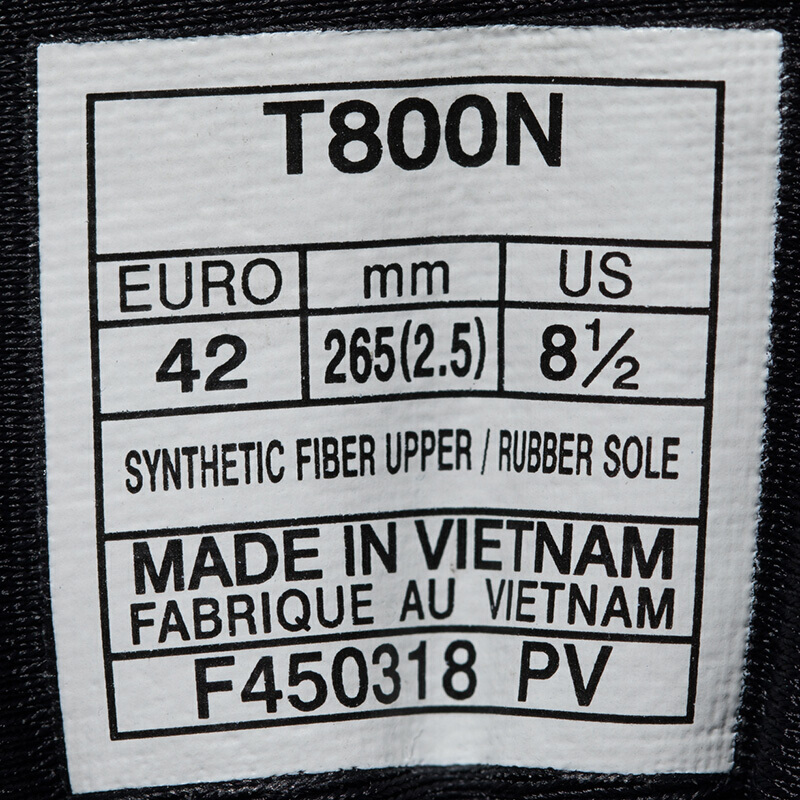 T800N
EURO mm US
42 265(2.5) 8½
SYNTHETIC FIBER UPPER / RUBBER SOLE
MADE IN VIETNAM
FABRIQUE AU VIETNAM
F450318 PV